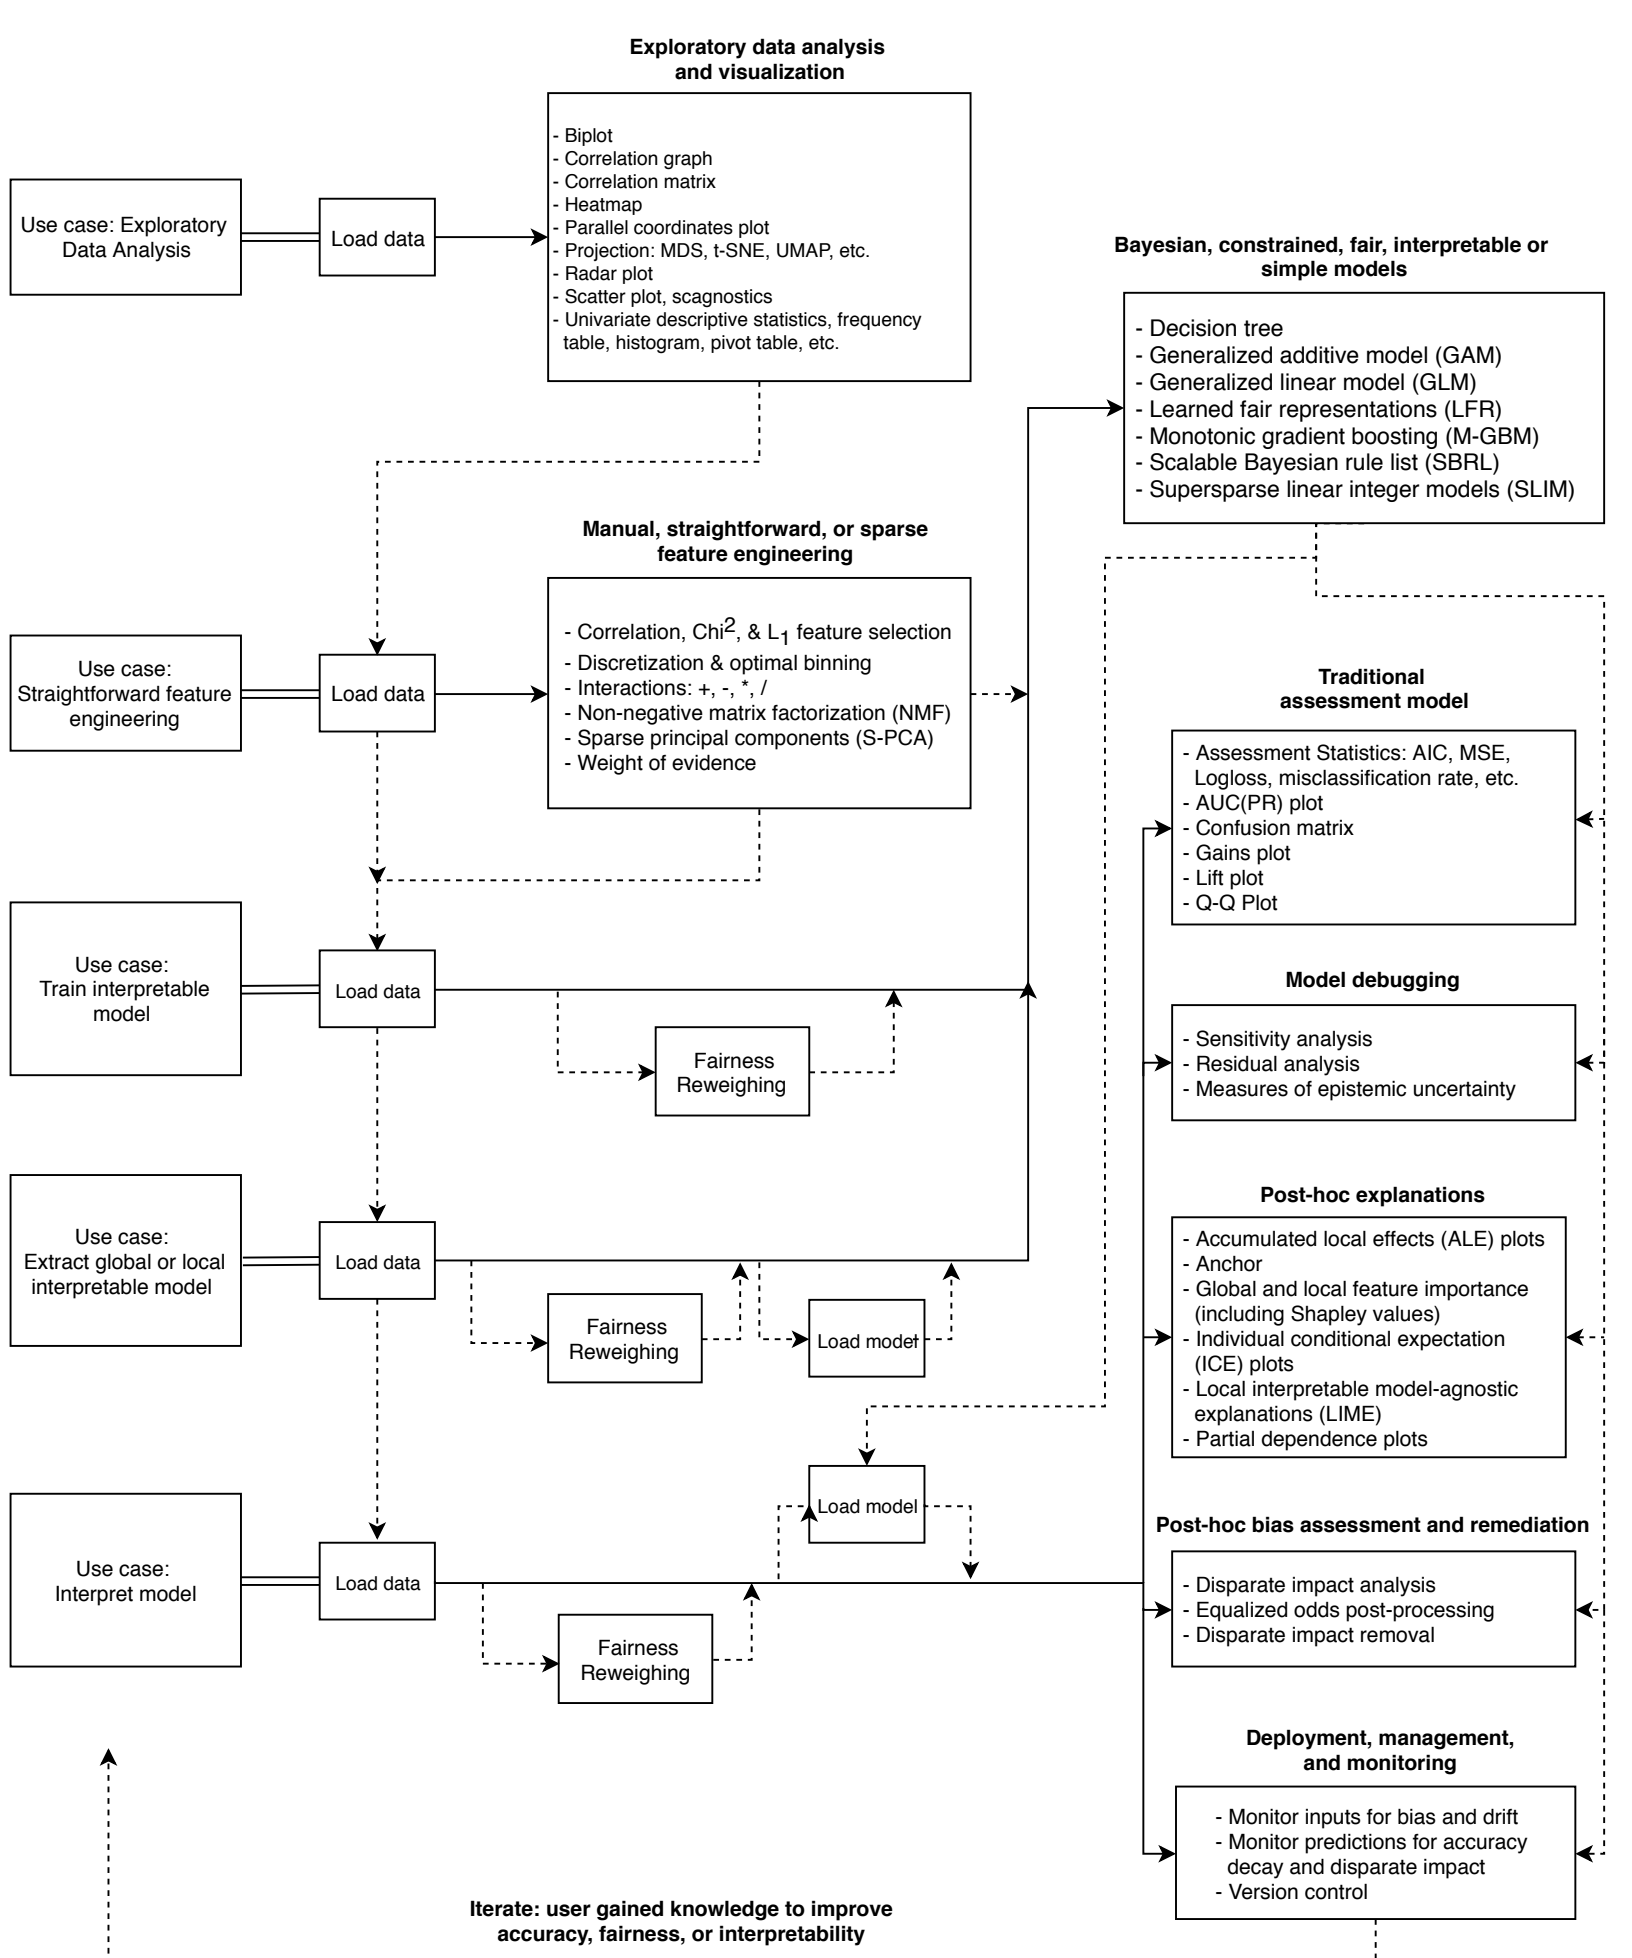 Exploratory data analysis
and visualization
- Biplot
- Correlation graph
- Correlation matrix
- Heatmap
- Parallel coordinates plot
- Projection: MDS, t-SNE, UMAP, etc.
- Radar plot
- Scatter plot, scagnostics
- Univariate descriptive statistics, frequency
table, histogram, pivot table, etc.
Use case: Exploratory
Data Analysis
Load data
Bayesian, constrained, fair, interpretable or
simple models
- Decision tree
- Generalized additive model (GAM)
- Generalized linear model (GLM)
- Learned fair representations (LFR)
- Monotonic gradient boosting (M-GBM)
- Scalable Bayesian rule list (SBRL)
- Supersparse linear integer models (SLIM)
Manual, straightforward, or sparse
feature engineering
- Correlation, Chi2, & L1 feature selection
- Discretization & optimal binning
- Interactions: +, -, *, /
- Non-negative matrix factorization (NMF)
- Sparse principal components (S-PCA)
- Weight of evidence
Use case:
Straightforward feature
engineering
Load data
Traditional
assessment model
- Assessment Statistics: AIC, MSE,
Logloss, misclassification rate, etc.
- AUC(PR) plot
- Confusion matrix
- Gains plot
- Lift plot
- Q-Q Plot
Use case:
Train interpretable
model
Load data
Fairness
Reweighing
Model debugging
- Sensitivity analysis
- Residual analysis
- Measures of epistemic uncertainty
Use case:
Extract global or local
interpretable model
Load data
Fairness
Reweighing
Load model
Post-hoc explanations
- Accumulated local effects (ALE) plots
- Anchor
- Global and local feature importance
(including Shapley values)
- Individual conditional expectation
(ICE) plots
- Local interpretable model-agnostic
explanations (LIME)
- Partial dependence plots
Use case:
Interpret model
Load data
Load model
Fairness
Reweighing
Post-hoc bias assessment and remediation
- Disparate impact analysis
- Equalized odds post-processing
- Disparate impact removal
Deployment, management,
and monitoring
- Monitor inputs for bias and drift
- Monitor predictions for accuracy
decay and disparate impact
- Version control
Iterate: user gained knowledge to improve
accuracy, fairness, or interpretability